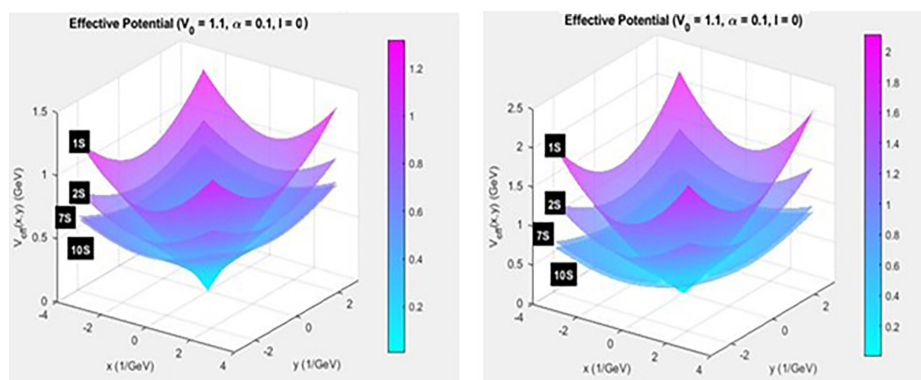 Effective Potential (V0 = 1.1, α = 0.1, l = 0)
Veff(x,y) (GeV)
1.5
1
0.5
0
1S
2S
7S
10S
-4
-2
0
2
4
x (1/GeV)
-2
0
2
y (1/GeV)
1.2
1
0.8
0.6
0.4
0.2
Effective Potential (V0 = 1.1, α = 0.1, l = 0)
Veff(x,y) (GeV)
2.5
2
1.5
1
0.5
0
1S
2S
7S
10S
-4
-2
0
2
4
x (1/GeV)
-2
0
2
y (1/GeV)
2
1.8
1.6
1.4
1.2
1
0.8
0.6
0.4
0.2